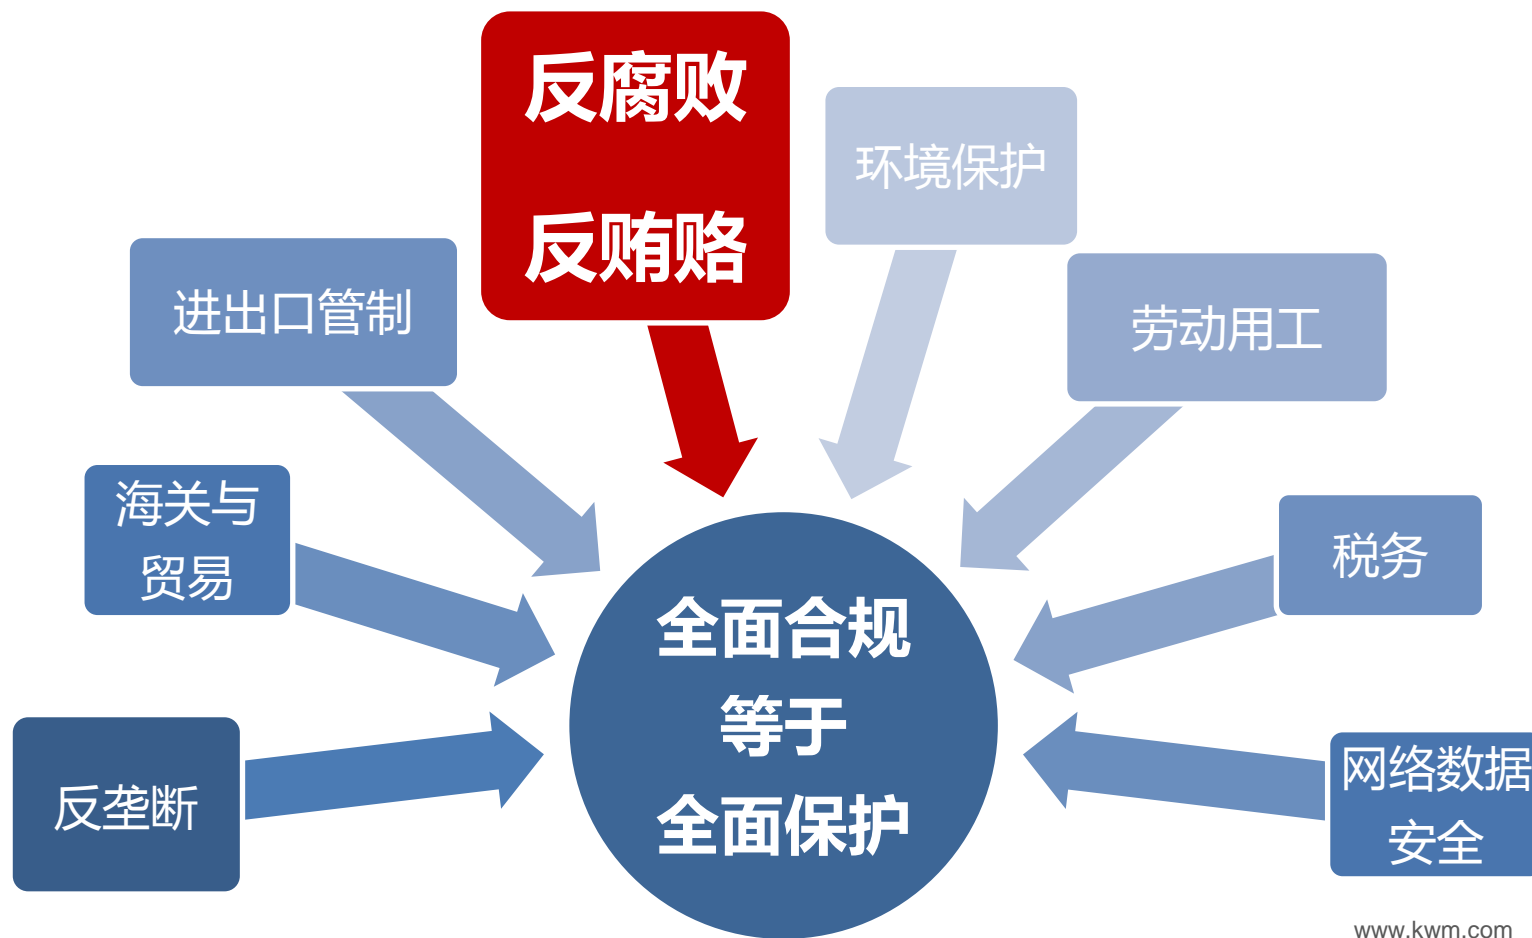 反腐败
反贿赂
环境保护
进出口管制
劳动用工
海关与
贸易
税务
全面合规
等于
全面保护
反垄断
网络数据
安全
www.kwm.com